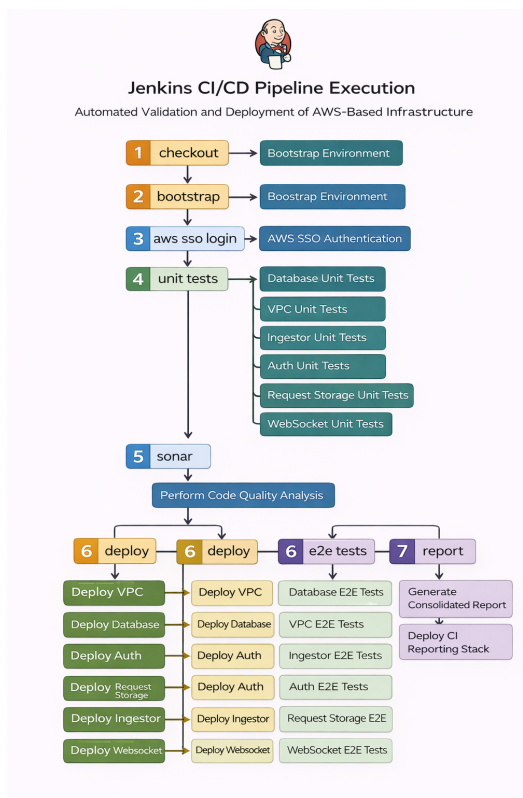 Jenkins CI/CD Pipeline Execution
Automated Validation and Deployment of AWS-Based Infrastructure
1 checkout
Bootstrap Environment
2 bootstrap
Boostrap Environment
3 aws sso login
AWS SSO Authentication
4 unit tests
Database Unit Tests
VPC Unit Tests
Ingestor Unit Tests
Auth Unit Tests
Request Storage Unit Tests
WebSocket Unit Tests
5 sonar
Perform Code Quality Analysis
6 deploy
6 deploy
6 e2e tests
7 report
Deploy VPC
Deploy VPC
Database E2E Tests
Generate
Consolidated Report
Deploy Database
Deploy Database
VPC E2E Tests
Deploy CI
Reporting Stack
Deploy Auth
Deploy Auth
Ingestor E2E Tests
Deploy Request
Storage
Deploy Auth
Auth E2E Tests
Deploy Ingestor
Deploy Ingestor
Request Storage E2E
Deploy Websocket
Deploy Websocket
WebSocket E2E Tests